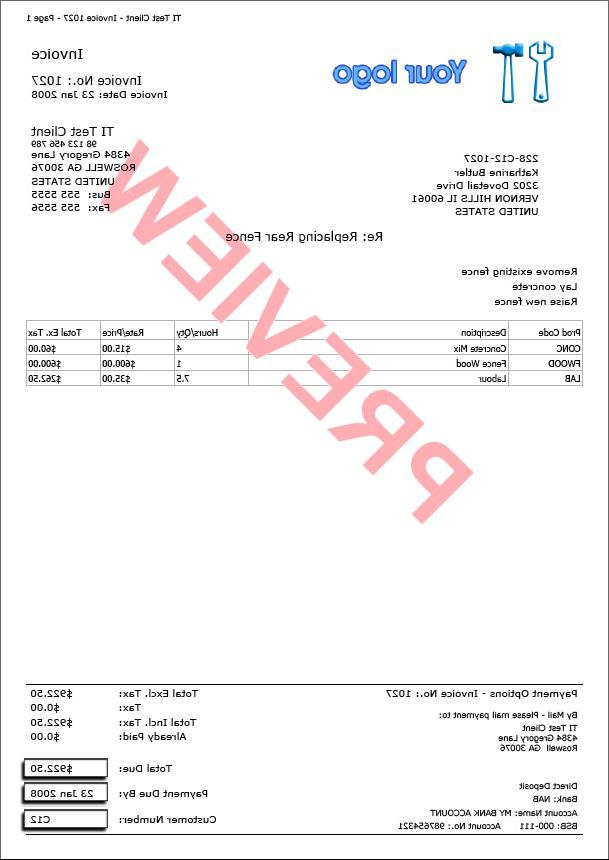 TI Test Client - Invoice 1027 - Page 1
Your logo
Invoice
Invoice No.: 1027
Invoice Date: 23 Jan 2008
TI Test Client
98 123 456 789
4384 Gregory Lane
ROSWELL GA 30076
UNITED STATES
Bus: 555 5555
Fax: 555 5556
228-C12-1027
Katharine Butler
3202 Dovetail Drive
VERNON HILLS IL 60061
UNITED STATES
Re: Replacing Rear Fence
Remove existing fence
Lay concrete
Raise new fence
Prod Code Description Hours/Qty Rate/Price Total Ex. Tax
CONC Concrete Mix 4 $15.00 $60.00
FWOOD Fence Wood 1 $600.00 $600.00
LAB Labour 7.5 $35.00 $262.50
PREVIEW
Payment Options - Invoice No.: 1027
By Mail - Please mail payment to:
TI Test Client
4384 Gregory Lane
Roswell GA 30076
Direct Deposit
Bank: NAB
Account Name: MY BANK ACCOUNT
BSB: 000-111 Account No.: 987654321
Total Excl. Tax: $922.50
Tax: $0.00
Total Incl. Tax: $922.50
Already Paid: $0.00
Total Due: $922.50
Payment Due By: 23 Jan 2008
Customer Number: C12